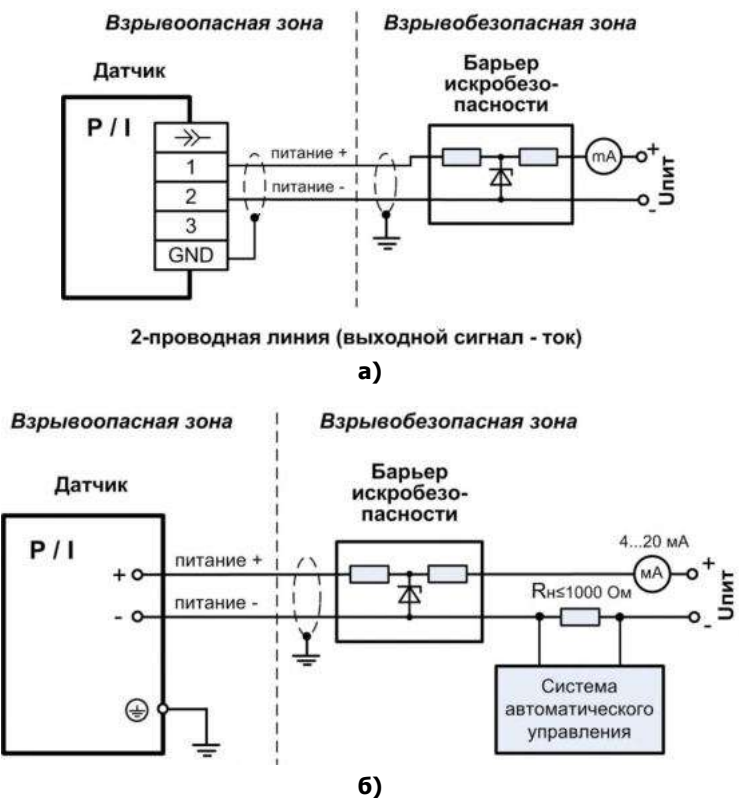 Взрывоопасная зона
Взрывобезопасная зона
Датчик
Барьер
искробезо-
пасности
P / I
1
2
3
GND
питание +
питание -
mA
+
-
Uпит
2-проводная линия (выходной сигнал - ток)
а)
Взрывоопасная зона
Взрывобезопасная зона
Датчик
Барьер
искробезо-
пасности
P / I
+
-
питание +
питание -
4...20 мА
мА
Rн≤1000 Ом
+
-
Uпит
Система
автоматического
управления
б)